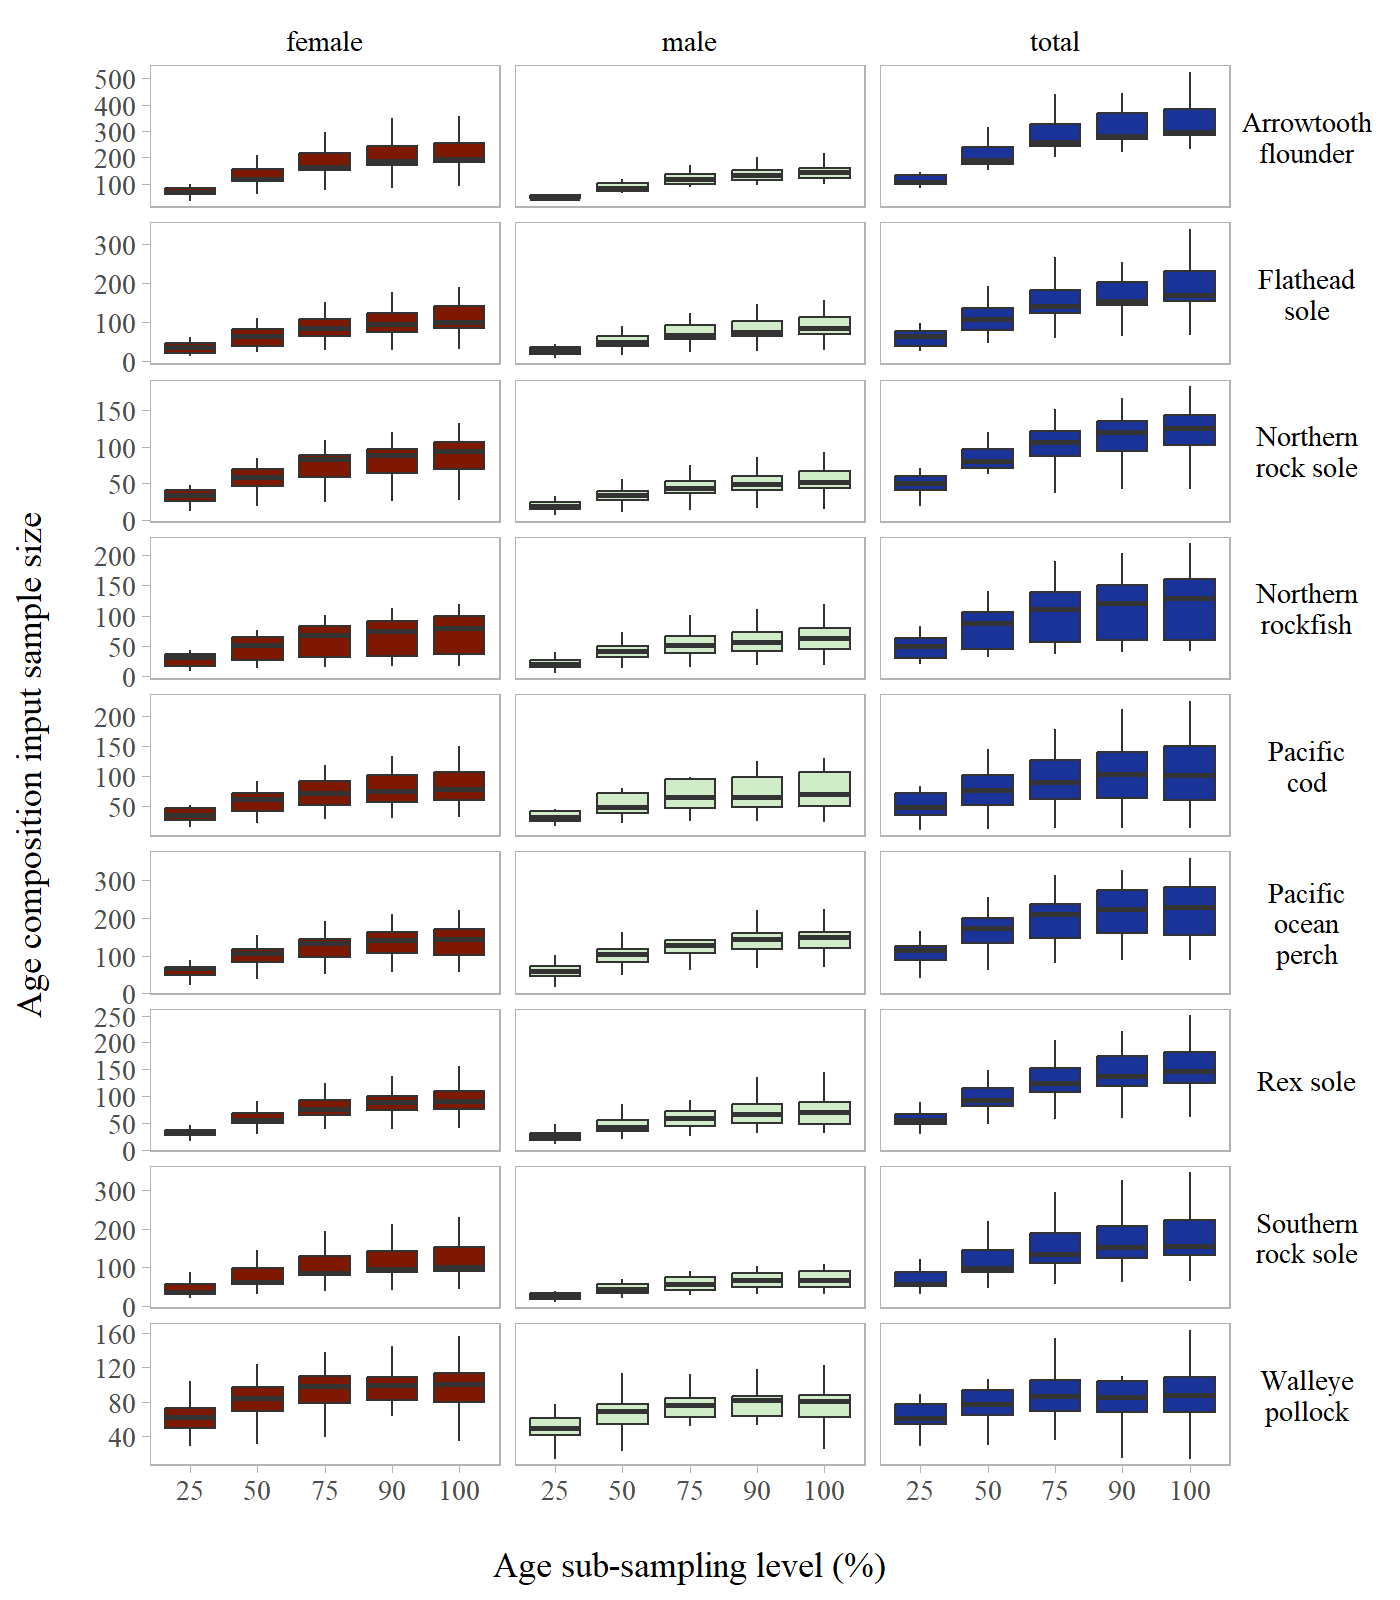 female male total
500
400
300
200
100
Arrowtooth
flounder
300
200
100
0
Flathead
sole
150
100
50
0
Northern
rock sole
200
150
100
50
0
Northern
rockfish
200
150
100
50
Pacific
cod
300
200
100
0
Pacific
ocean
perch
250
200
150
100
50
0
Rex sole
300
200
100
0
Southern
rock sole
160
120
80
40
Walleye
pollock
Age composition input sample size
25 50 75 90 100 25 50 75 90 100 25 50 75 90 100
Age sub-sampling level (%)